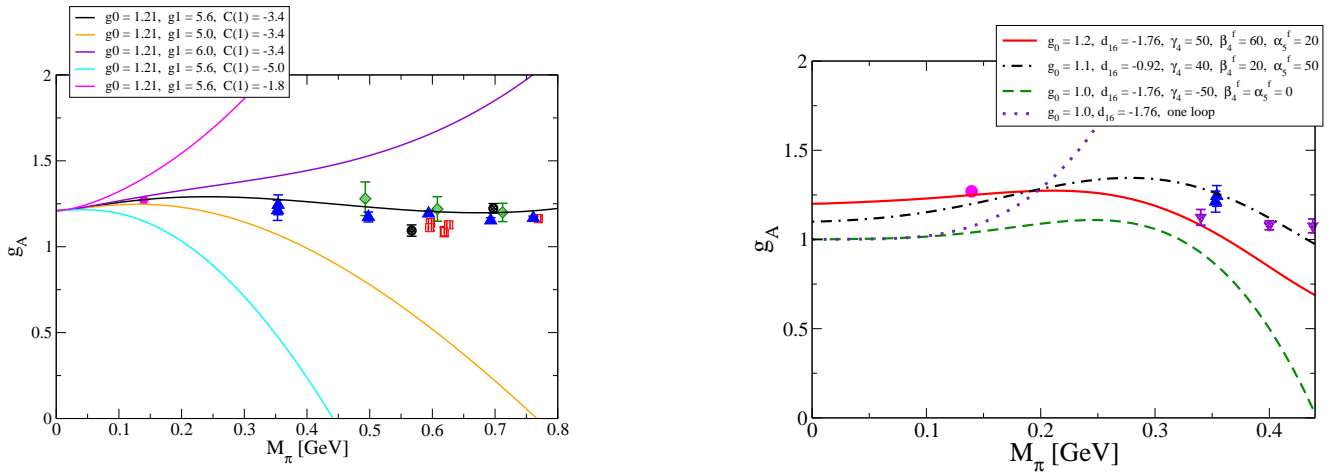 g0 = 1.21, g1 = 5.6, C(1) = -3.4
g0 = 1.21, g1 = 5.0, C(1) = -3.4
g0 = 1.21, g1 = 6.0, C(1) = -3.4
g0 = 1.21, g1 = 5.6, C(1) = -5.0
g0 = 1.21, g1 = 5.6, C(1) = -1.8
2
1.5
1
0.5
0
g_A
0 0.1 0.2 0.3 0.4 0.5 0.6 0.7 0.8
M_π [GeV]
g_0 = 1.2, d_16 = -1.76, γ_4 = 50, β_4^f = 60, α_5^f = 20
g_0 = 1.1, d_16 = -0.92, γ_4 = 40, β_4^f = 20, α_5^f = 50
g_0 = 1.0, d_16 = -1.76, γ_4 = -50, β_4^f = α_5^f = 0
g_0 = 1.0, d_16 = -1.76, one loop
2
1.5
1
0.5
0
g_A
0 0.1 0.2 0.3 0.4
M_π [GeV]